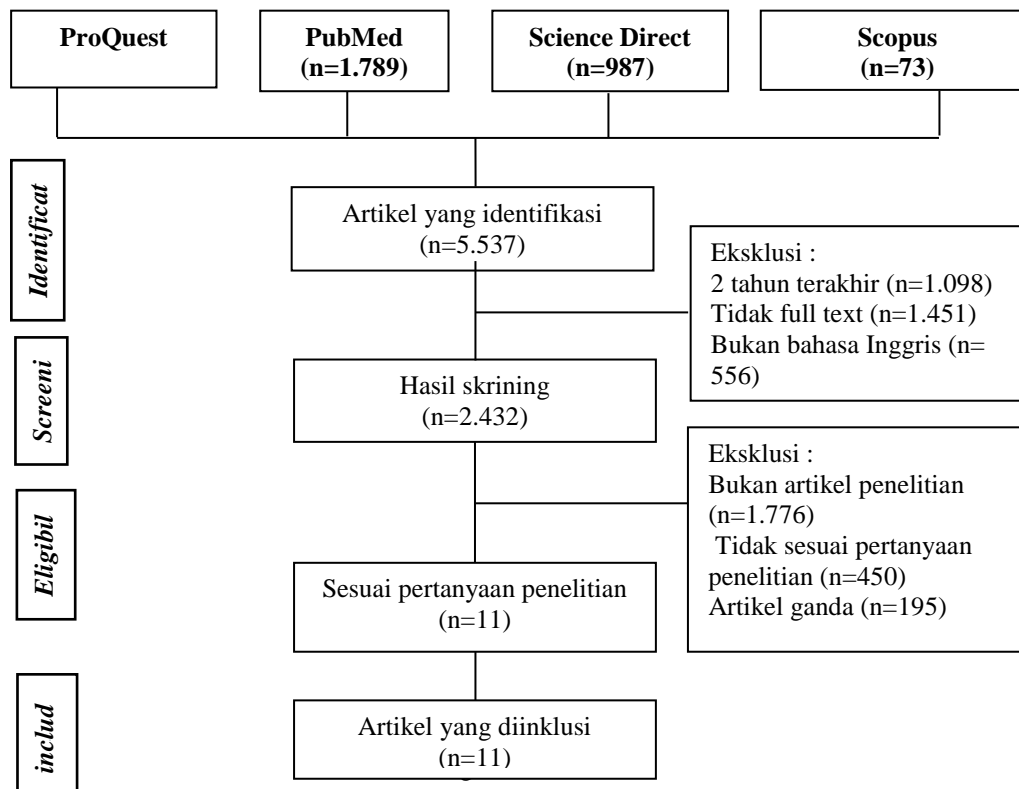 ProQuest
PubMed
(n=1.789)
Science Direct
(n=987)
Scopus
(n=73)
Identificat
Artikel yang identifikasi
(n=5.537)
Eksklusi :
2 tahun terakhir (n=1.098)
Tidak full text (n=1.451)
Bukan bahasa Inggris (n=
556)
Screeni
Hasil skrining
(n=2.432)
Eksklusi :
Bukan artikel penelitian
(n=1.776)
Tidak sesuai pertanyaan
penelitian (n=450)
Artikel ganda (n=195)
Eligibil
Sesuai pertanyaan penelitian
(n=11)
includ
Artikel yang diinklusi
(n=11)